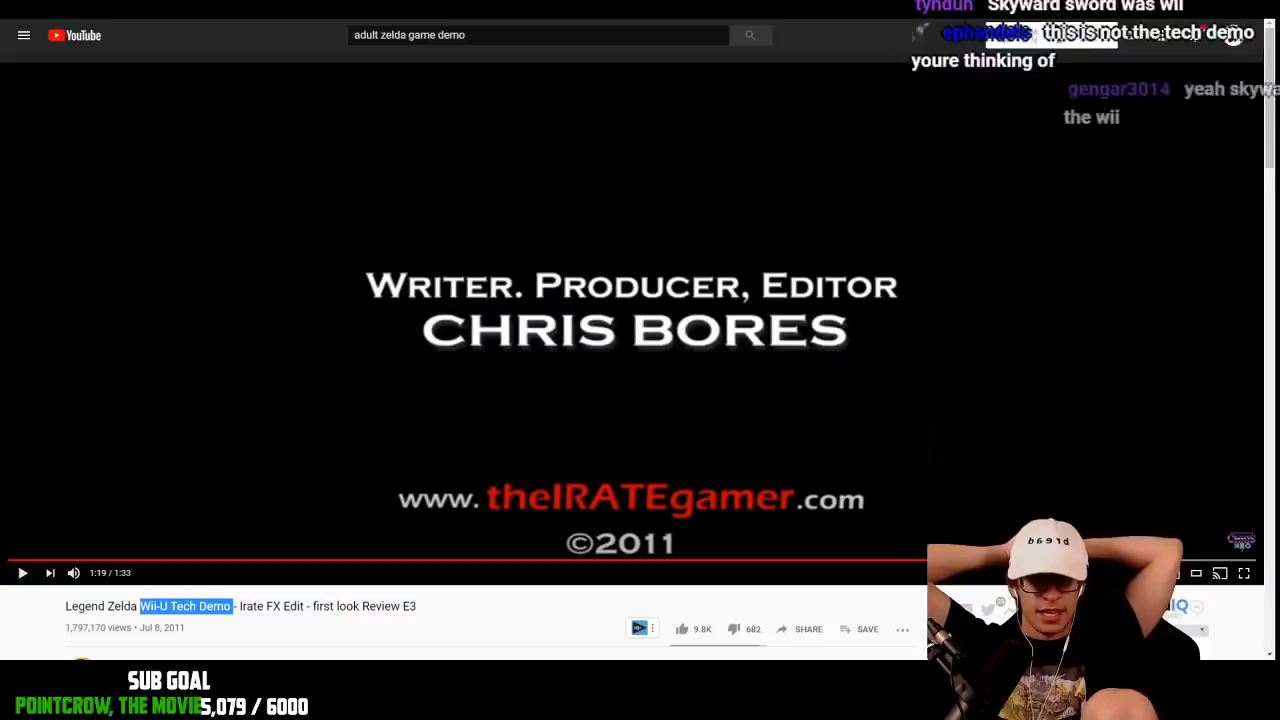 tyndun Skyward sword was wii
YouTube
adult zelda game demo
ephandels this is not the tech demo
youre thinking of
gengar3014 yeah skywa
the wii
WRITER. PRODUCER, EDITOR
CHRIS BORES
www.theIRATEgamer.com
©2011
bread
1:19 / 1:33
Legend Zelda Wii-U Tech Demo - Irate FX Edit - first look Review E3
1,797,170 views • Jul 8, 2011
9.8K
682
SHARE
SAVE
SUB GOAL
POINTCROW, THE MOVIE 5,079 / 6000